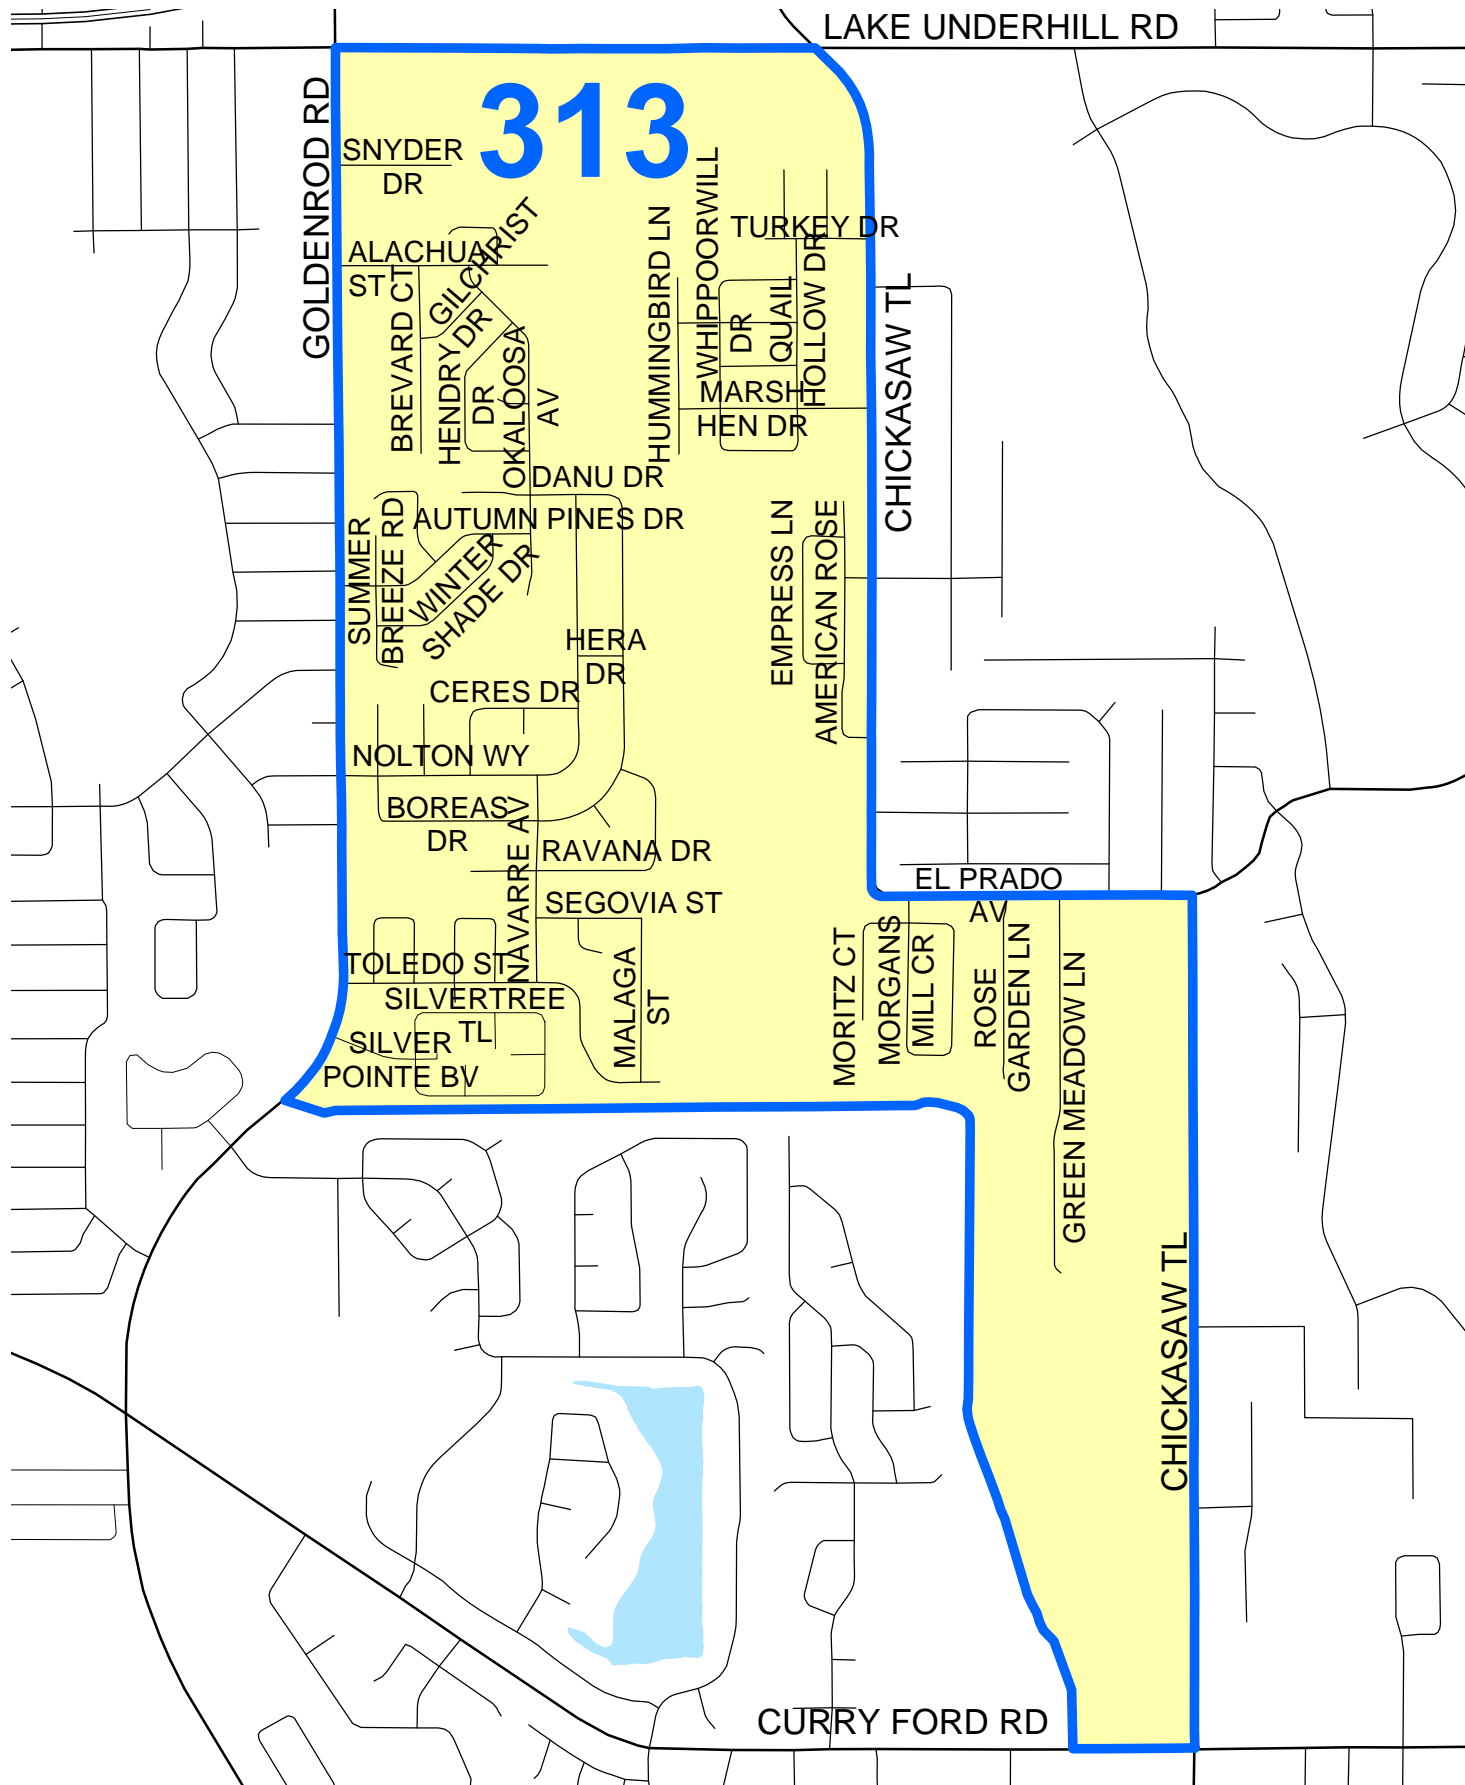 LAKE UNDERHILL RD
313
GOLDENROD RD
SNYDER
DR
WHIPPOORWILL
DR
HUMMINGBIRD LN
TURKEY DR
ALACHUA
ST
GILCHRIST
DR
BREVARD CT
HENDRY
DR
OKALOOSA
AV
QUAIL
HOLLOW DR
CHICKASAW TL
MARSH
HEN DR
DANU DR
AUTUMN PINES DR
SUMMER
BREEZE RD
WINTER
SHADE DR
EMPRESS LN
AMERICAN ROSE
HERA
DR
CERES DR
NOLTON WY
BOREAS
DR
NAVARRE AV
RAVANA DR
EL PRADO
AV
SEGOVIA ST
TOLEDO ST
SILVERTREE
TL
MALAGA
ST
SILVER
POINTE BV
MORITZ CT
MORGANS
MILL CR
ROSE
GARDEN LN
GREEN MEADOW LN
CHICKASAW TL
CURRY FORD RD